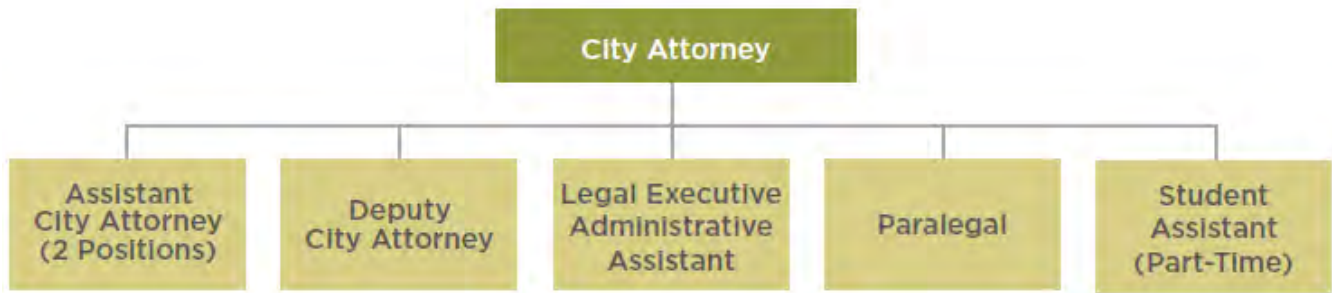 City Attorney
Assistant
City Attorney
(2 Positions)
Deputy
City Attorney
Legal Executive
Administrative
Assistant
Paralegal
Student
Assistant
(Part-Time)